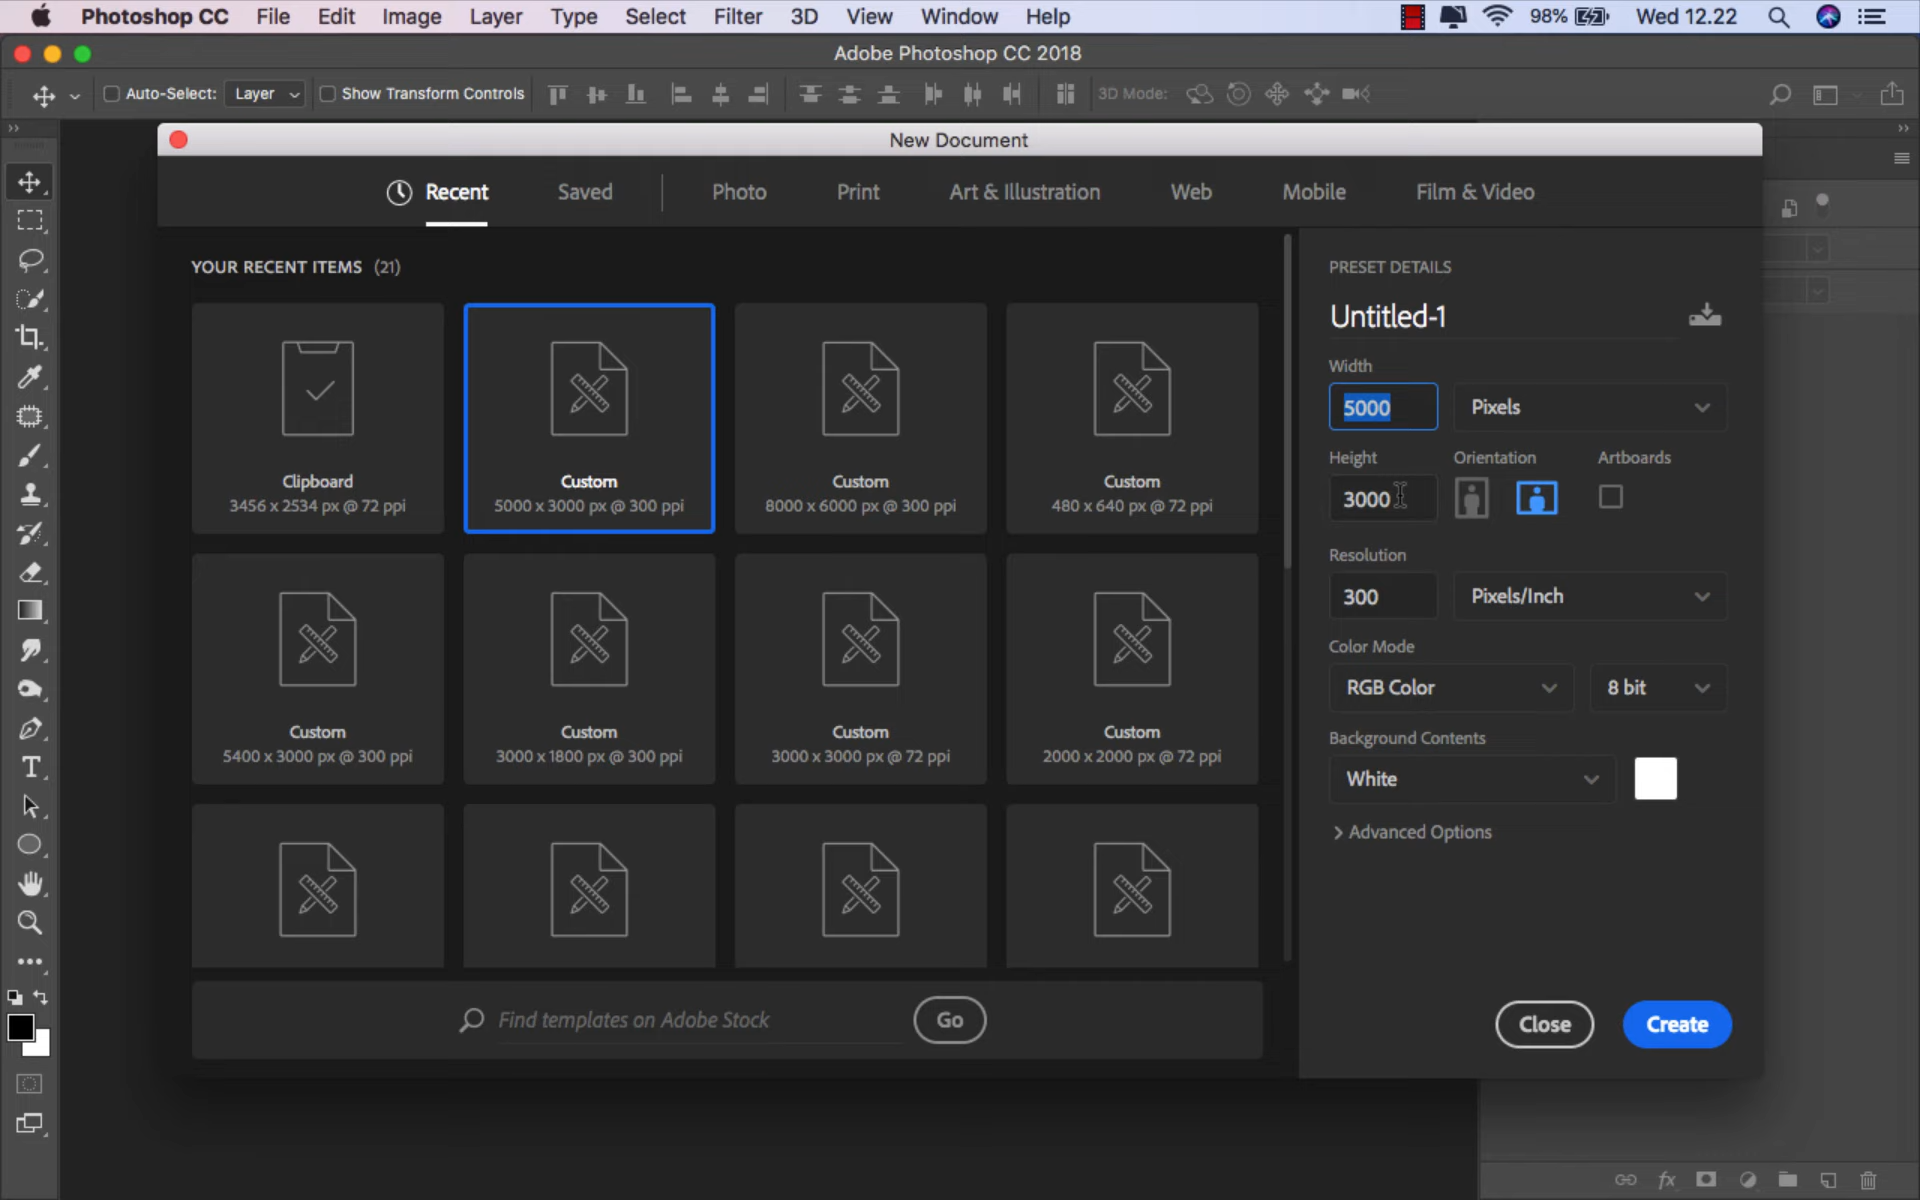 Photoshop CC File Edit Image Layer Type Select Filter 3D View Window Help 98% Wed 12.22
Adobe Photoshop CC 2018
Auto-Select: Layer Show Transform Controls 3D Mode:
New Document
Recent Saved Photo Print Art & Illustration Web Mobile Film & Video
YOUR RECENT ITEMS (21)
Clipboard
3456 x 2534 px @ 72 ppi
Custom
5000 x 3000 px @ 300 ppi
Custom
8000 x 6000 px @ 300 ppi
Custom
480 x 640 px @ 72 ppi
Custom
5400 x 3000 px @ 300 ppi
Custom
3000 x 1800 px @ 300 ppi
Custom
3000 x 3000 px @ 72 ppi
Custom
2000 x 2000 px @ 72 ppi
Find templates on Adobe Stock Go
PRESET DETAILS
Untitled-1
Width
5000 Pixels
Height Orientation Artboards
3000
Resolution
300 Pixels/Inch
Color Mode
RGB Color 8 bit
Background Contents
White
Advanced Options
Close Create
fx